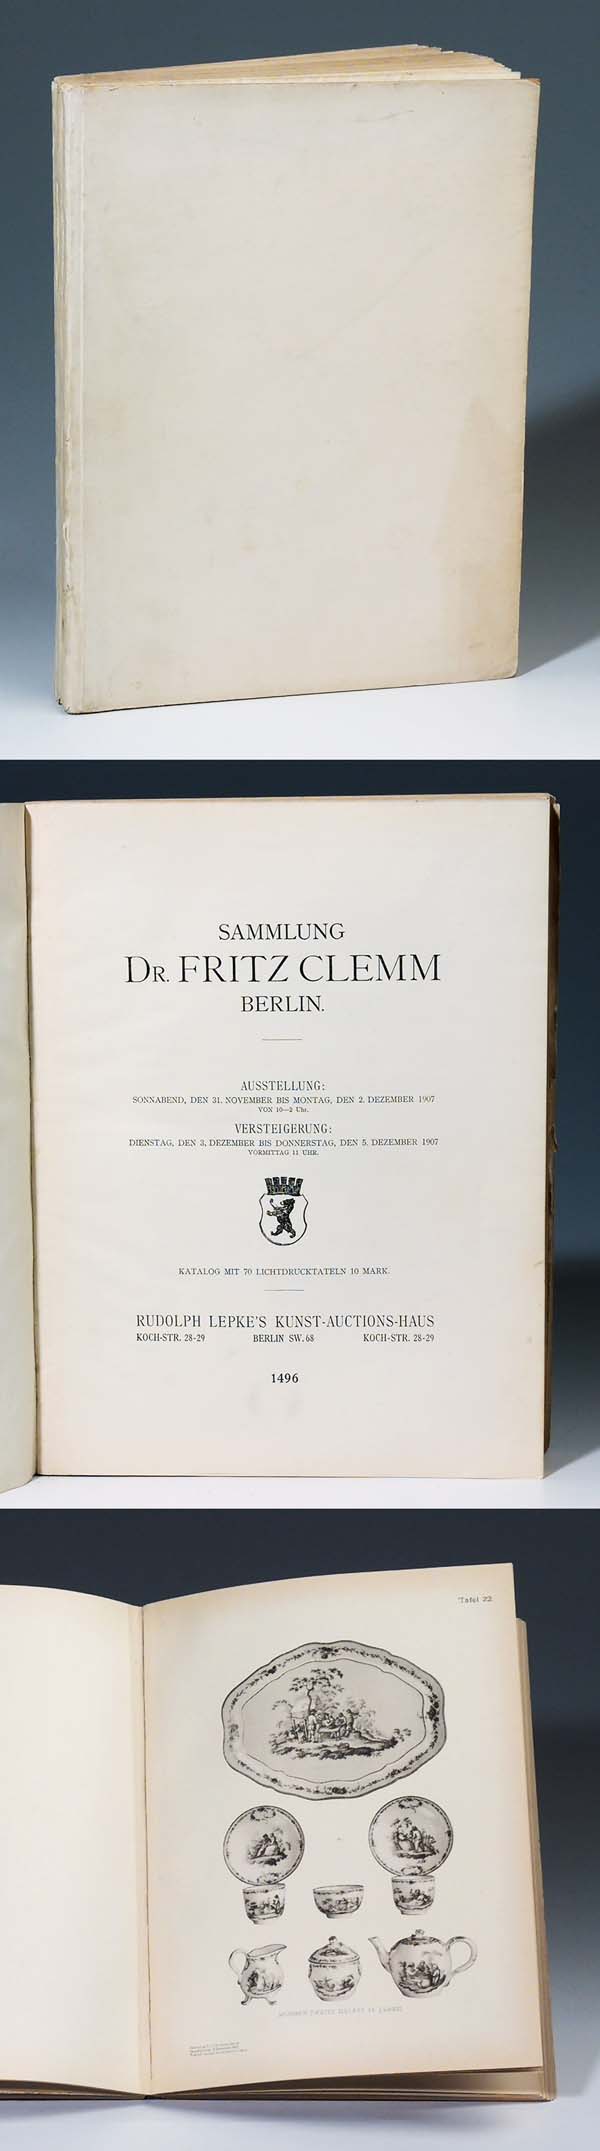 SAMMLUNG
DR. FRITZ CLEMM
BERLIN.
AUSSTELLUNG:
SONNABEND, DEN 31. NOVEMBER BIS MONTAG, DEN 2. DEZEMBER 1907
VON 10—2 Uhr.
VERSTEIGERUNG:
DIENSTAG, DEN 3. DEZEMBER BIS DONNERSTAG, DEN 5. DEZEMBER 1907
VORMITTAG 11 UHR.
KATALOG MIT 70 LICHTDRUCKTATELN 10 MARK.
RUDOLPH LEPKE'S KUNST-AUCTIONS-HAUS
KOCH-STR. 28-29 BERLIN SW. 68 KOCH-STR. 28-29
1496
Tafel 22